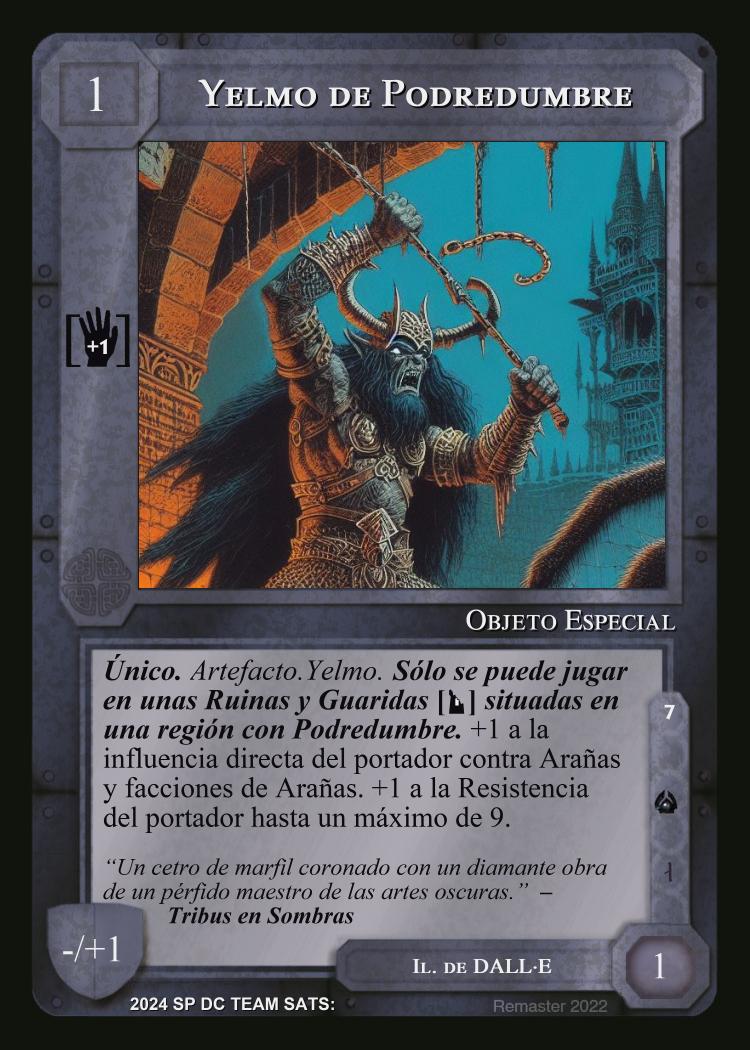 1
Yelmo de Podredumbre
+1
Objeto Especial
Único. Artefacto.Yelmo. Sólo se puede jugar
en unas Ruinas y Guaridas [ ] situadas en
una región con Podredumbre. +1 a la
influencia directa del portador contra Arañas
y facciones de Arañas. +1 a la Resistencia
del portador hasta un máximo de 9.
7
“Un cetro de marfil coronado con un diamante obra
de un pérfido maestro de las artes oscuras.” –
Tribus en Sombras
-/+1
Il. de DALL·E
1
2024 SP DC TEAM SATS:
Remaster 2022